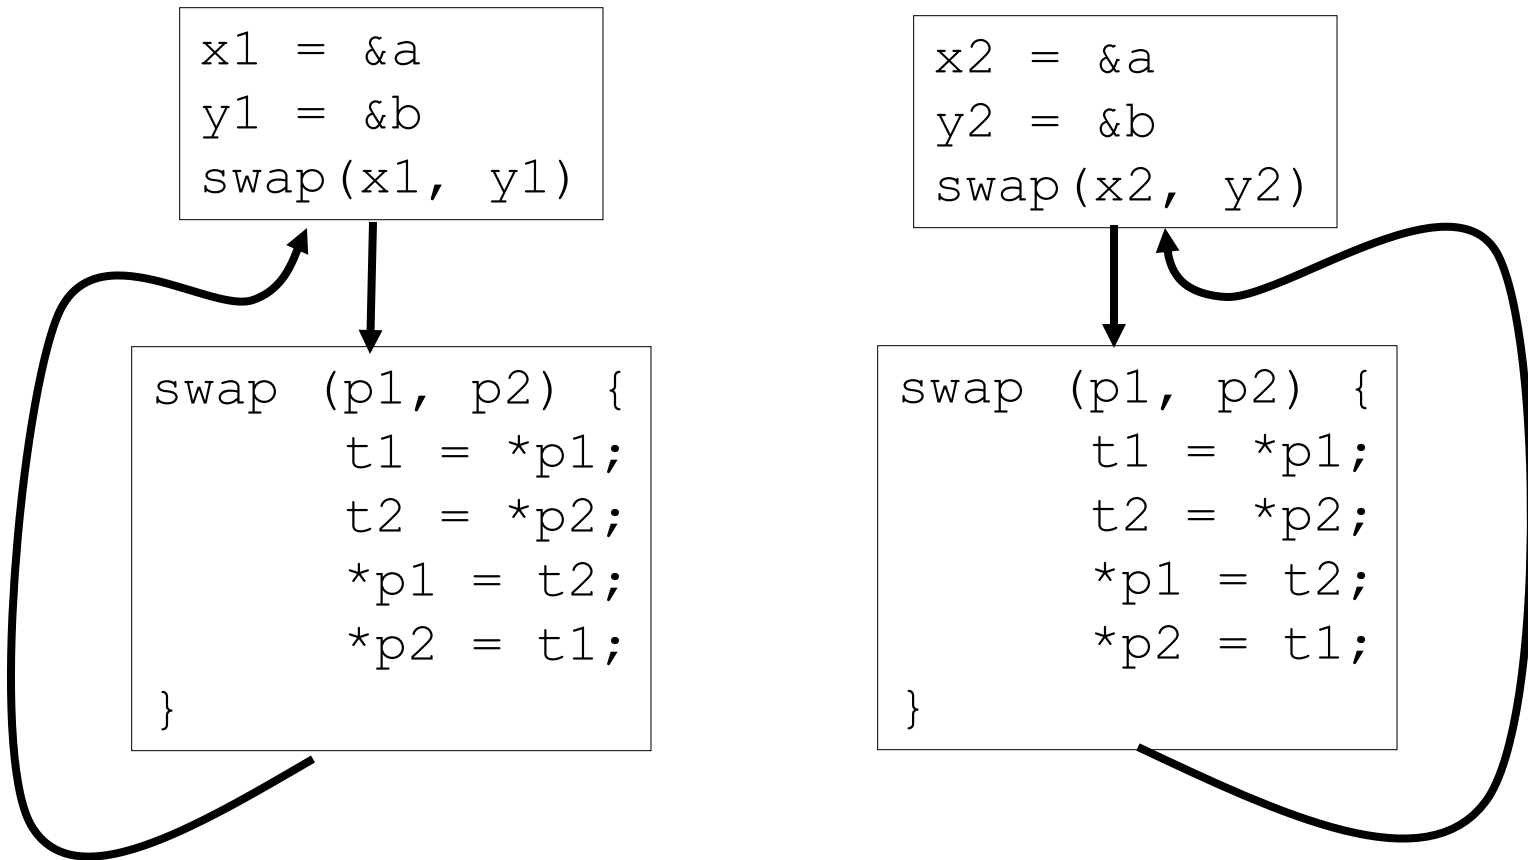 x1 = &a
y1 = &b
swap(x1, y1)
swap (p1, p2) {
t1 = *p1;
t2 = *p2;
*p1 = t2;
*p2 = t1;
}
x2 = &a
y2 = &b
swap(x2, y2)
swap (p1, p2) {
t1 = *p1;
t2 = *p2;
*p1 = t2;
*p2 = t1;
}